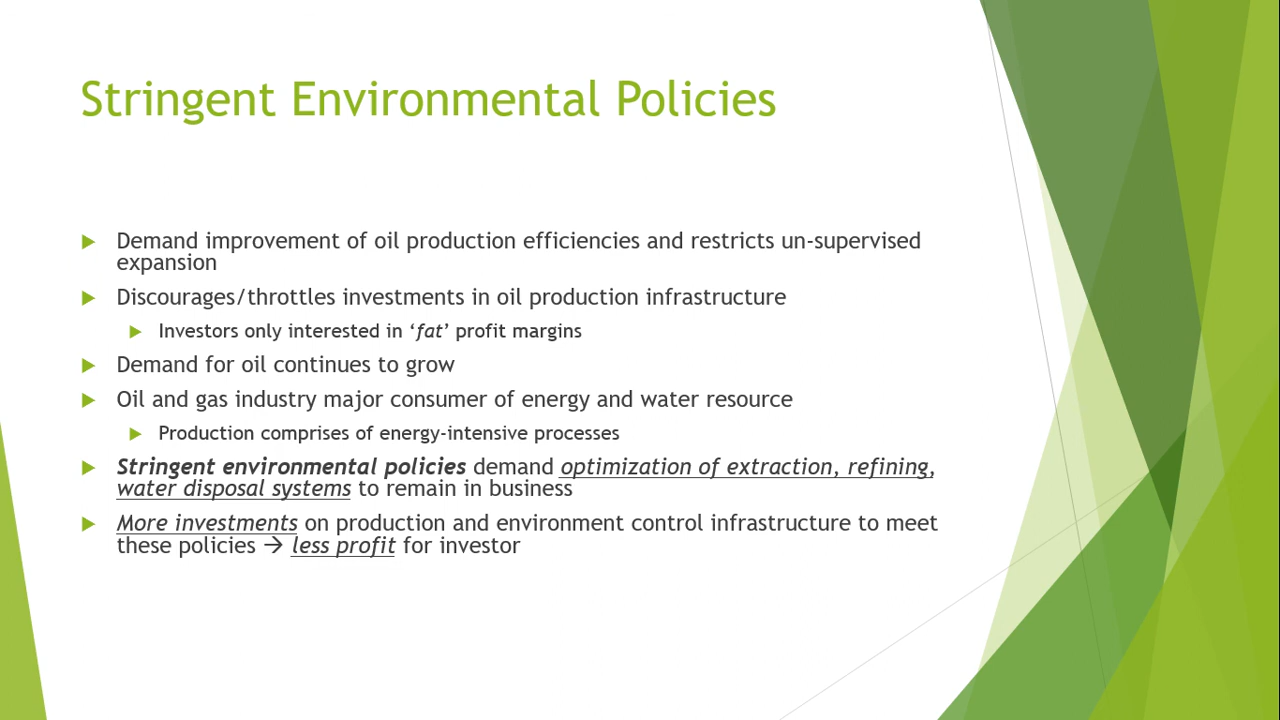 Stringent Environmental Policies
Demand improvement of oil production efficiencies and restricts un-supervised
expansion
Discourages/throttles investments in oil production infrastructure
Investors only interested in ‘fat’ profit margins
Demand for oil continues to grow
Oil and gas industry major consumer of energy and water resource
Production comprises of energy-intensive processes
Stringent environmental policies demand optimization of extraction, refining,
water disposal systems to remain in business
More investments on production and environment control infrastructure to meet
these policies → less profit for investor